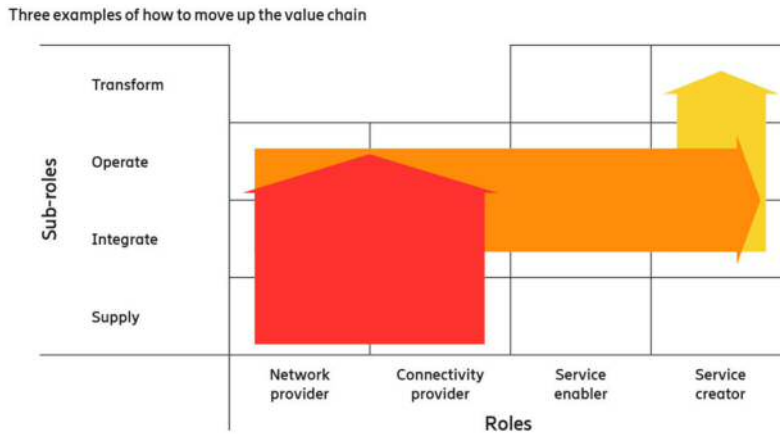 Three examples of how to move up the value chain
Transform
Operate
Sub-roles
Integrate
Supply
Network
provider
Connectivity
provider
Service
enabler
Service
creator
Roles